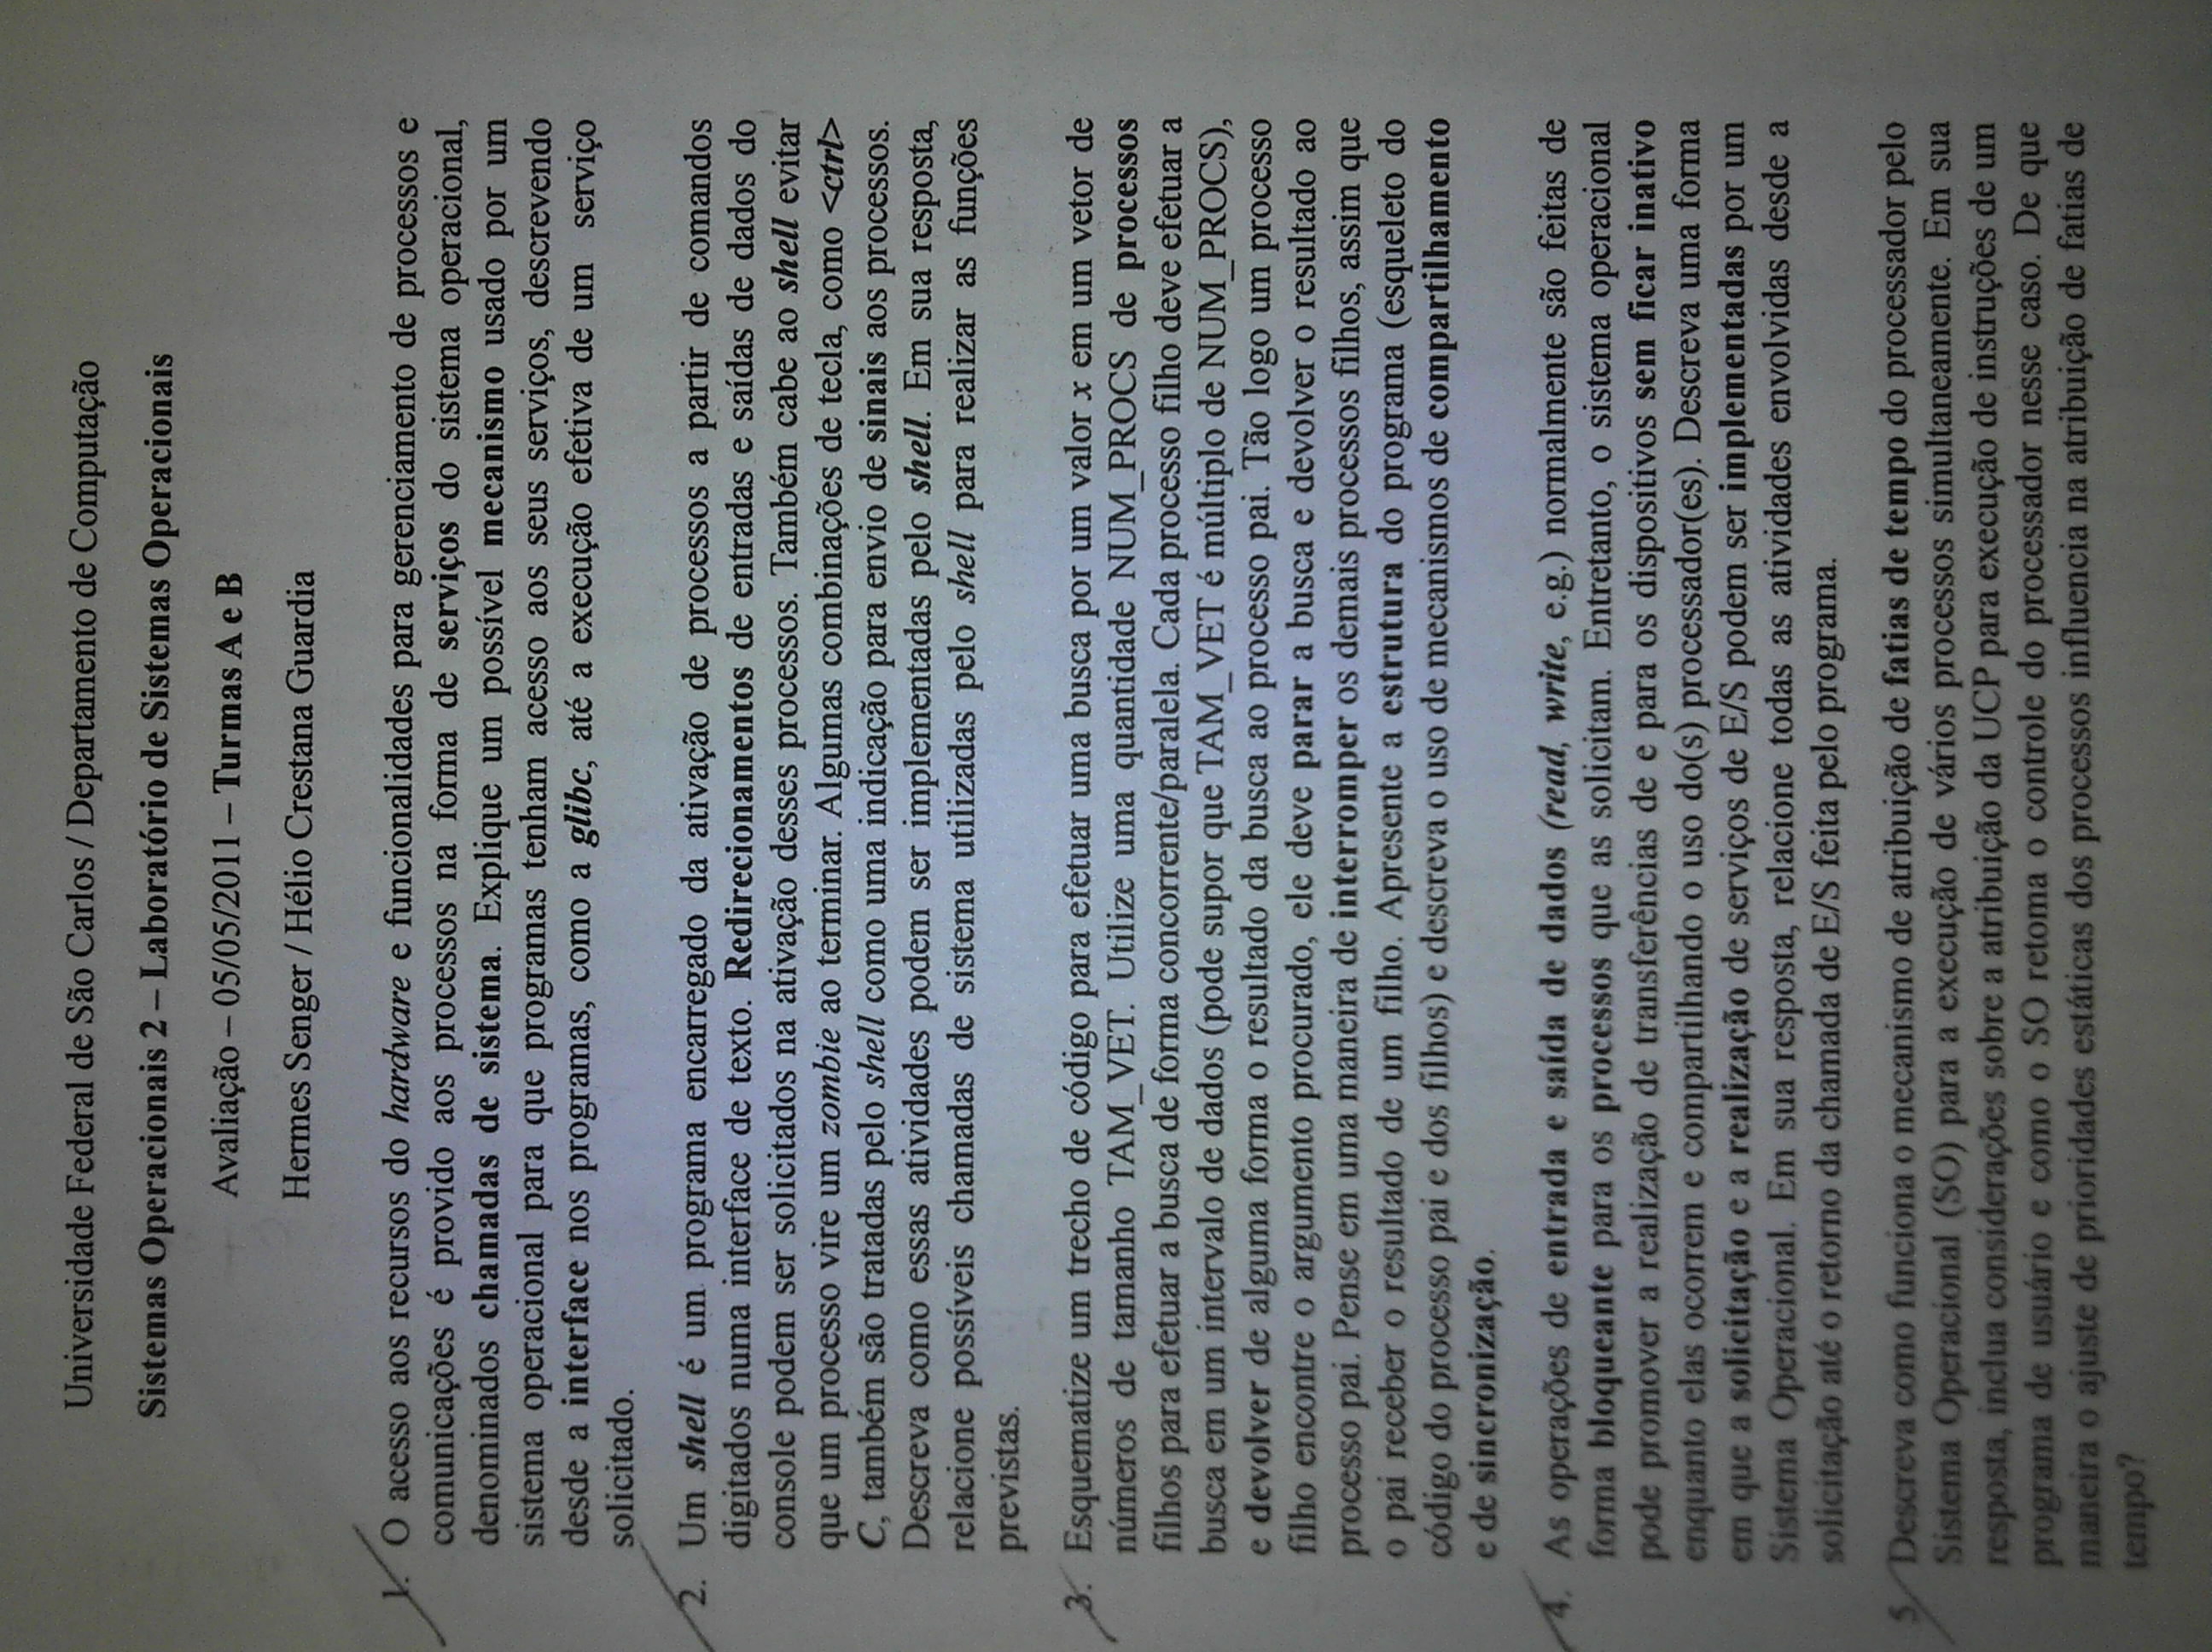 Universidade Federal de São Carlos / Departamento de Computação
Sistemas Operacionais 2 – Laboratório de Sistemas Operacionais
Avaliação – 05/05/2011 – Turmas A e B
Hermes Senger / Hélio Crestana Guardia
1. O acesso aos recursos do hardware e funcionalidades para gerenciamento de processos e
comunicações é provido aos processos na forma de serviços do sistema operacional,
denominados chamadas de sistema. Explique um possível mecanismo usado por um
sistema operacional para que programas tenham acesso aos seus serviços, descrevendo
desde a interface nos programas, como a glibc, até a execução efetiva de um serviço
solicitado.
2. Um shell é um programa encarregado da ativação de processos a partir de comandos
digitados numa interface de texto. Redirecionamentos de entradas e saídas de dados do
console podem ser solicitados na ativação desses processos. Também cabe ao shell evitar
que um processo vire um zombie ao terminar. Algumas combinações de tecla, como <ctrl>
C, também são tratadas pelo shell como uma indicação para envio de sinais aos processos.
Descreva como essas atividades podem ser implementadas pelo shell. Em sua resposta,
relacione possíveis chamadas de sistema utilizadas pelo shell para realizar as funções
previstas.
3. Esquematize um trecho de código para efetuar uma busca por um valor x em um vetor de
números de tamanho TAM_VET. Utilize uma quantidade NUM_PROCS de processos
filhos para efetuar a busca de forma concorrente/paralela. Cada processo filho deve efetuar a
busca em um intervalo de dados (pode supor que TAM_VET é múltiplo de NUM_PROCS),
e devolver de alguma forma o resultado da busca ao processo pai. Tão logo um processo
filho encontre o argumento procurado, ele deve parar a busca e devolver o resultado ao
processo pai. Pense em uma maneira de interromper os demais processos filhos, assim que
o pai receber o resultado de um filho. Apresente a estrutura do programa (esqueleto do
código do processo pai e dos filhos) e descreva o uso de mecanismos de compartilhamento
e de sincronização.
4. As operações de entrada e saída de dados (read, write, e.g.) normalmente são feitas de
forma bloqueante para os processos que as solicitam. Entretanto, o sistema operacional
pode promover a realização de transferências de e para os dispositivos sem ficar inativo
enquanto elas ocorrem e compartilhando o uso do(s) processador(es). Descreva uma forma
em que a solicitação e a realização de serviços de E/S podem ser implementadas por um
Sistema Operacional. Em sua resposta, relacione todas as atividades envolvidas desde a
solicitação até o retorno da chamada de E/S feita pelo programa.
5. Descreva como funciona o mecanismo de atribuição de fatias de tempo do processador pelo
Sistema Operacional (SO) para a execução de vários processos simultaneamente. Em sua
resposta, inclua considerações sobre a atribuição da UCP para execução de instruções de um
programa de usuário e como o SO retoma o controle do processador nesse caso. De que
maneira o ajuste de prioridades estáticas dos processos influencia na atribuição de fatias de
tempo?